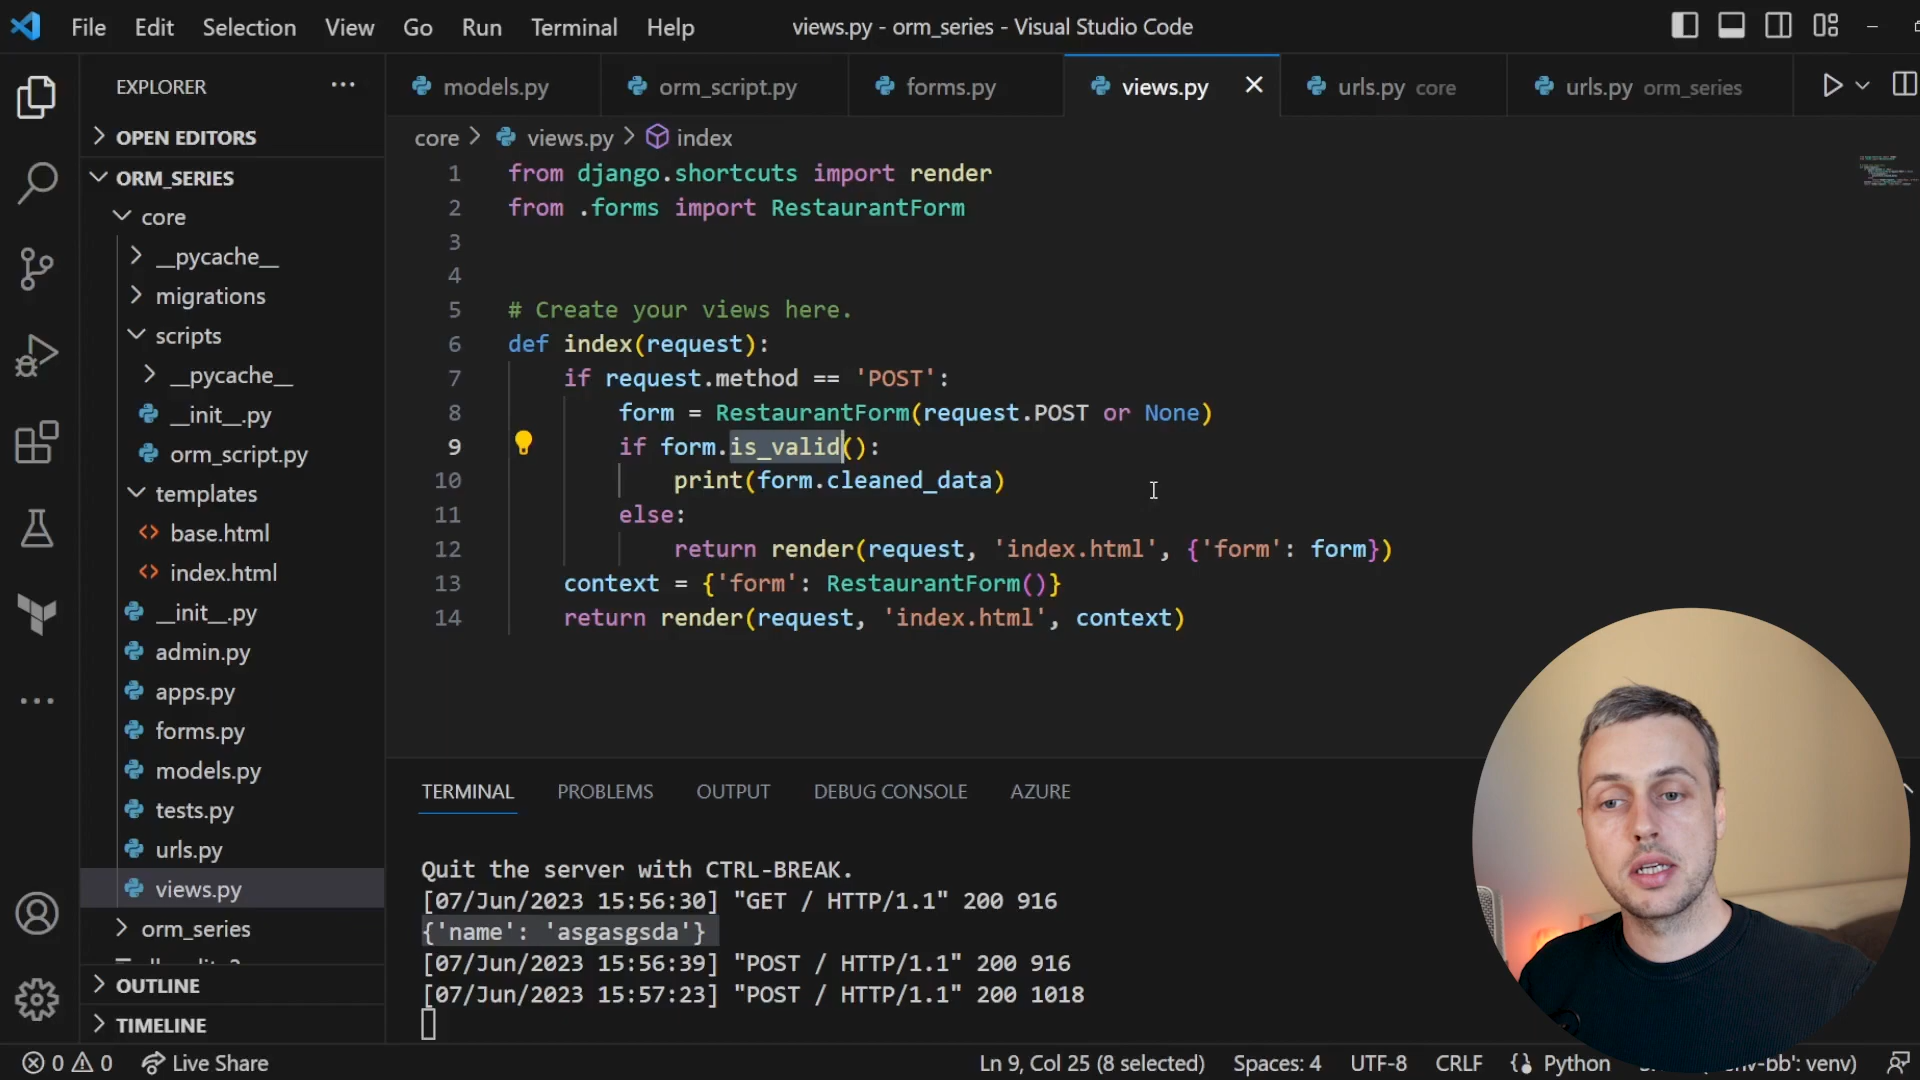 File Edit Selection View Go Run Terminal Help
views.py - orm_series - Visual Studio Code
EXPLORER
OPEN EDITORS
ORM_SERIES
core
__pycache__
migrations
scripts
__pycache__
__init__.py
orm_script.py
templates
base.html
index.html
__init__.py
admin.py
apps.py
forms.py
models.py
tests.py
urls.py
views.py
orm_series
OUTLINE
TIMELINE
models.py orm_script.py forms.py views.py urls.py core urls.py orm_series
core > views.py > index
1 from django.shortcuts import render
2 from .forms import RestaurantForm
3
4
5 # Create your views here.
6 def index(request):
7 if request.method == 'POST':
8 form = RestaurantForm(request.POST or None)
9 if form.is_valid():
10 print(form.cleaned_data)
11 else:
12 return render(request, 'index.html', {'form': form})
13 context = {'form': RestaurantForm()}
14 return render(request, 'index.html', context)
TERMINAL PROBLEMS OUTPUT DEBUG CONSOLE AZURE
Quit the server with CTRL-BREAK.
[07/Jun/2023 15:56:30] "GET / HTTP/1.1" 200 916
{'name': 'asgasgsda'}
[07/Jun/2023 15:56:39] "POST / HTTP/1.1" 200 916
[07/Jun/2023 15:57:23] "POST / HTTP/1.1" 200 1018
0 0 Live Share Ln 9, Col 25 (8 selected) Spaces: 4 UTF-8 CRLF Python venv)